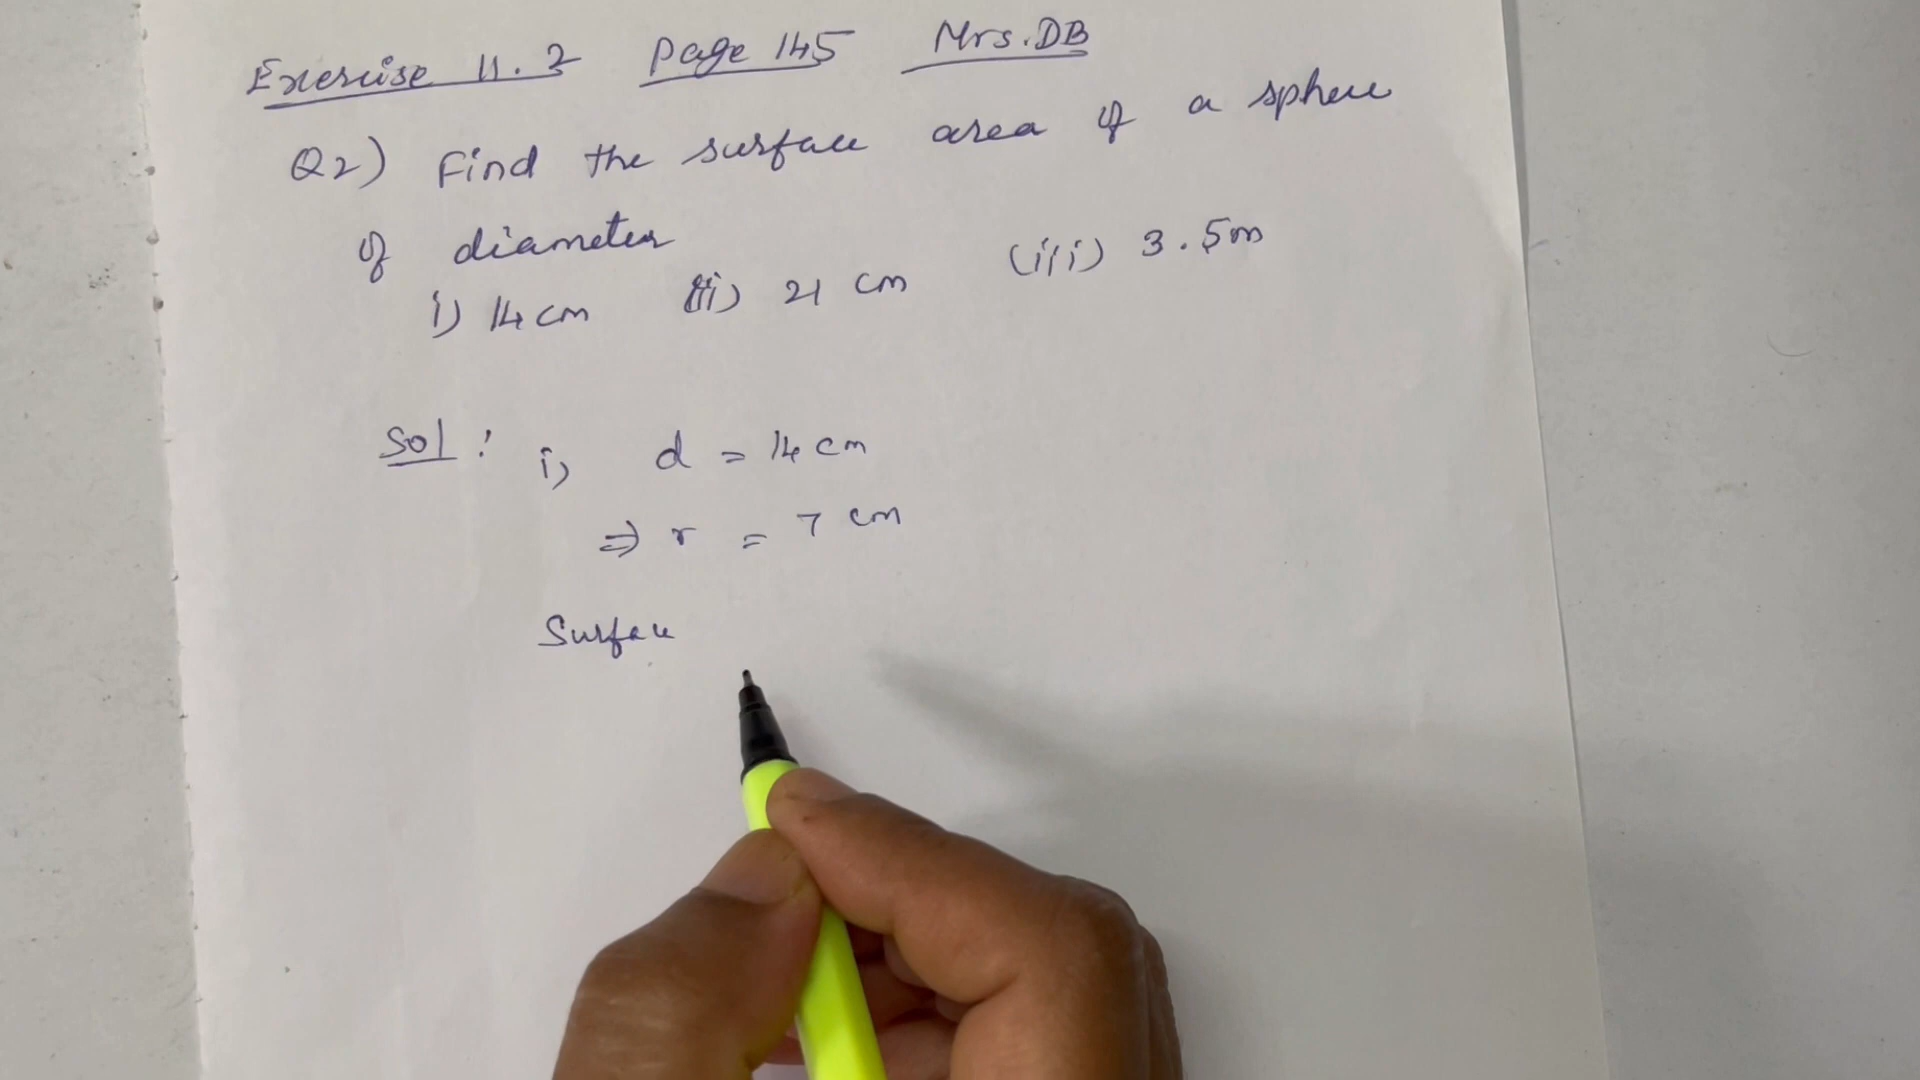 Exercise 11.2 Page 145 Mrs.DB
Q2) Find the surface area of a sphere
of diameter
i) 14 cm (ii) 21 cm (iii) 3.5m
Sol: i) d = 14 cm
⇒ r = 7 cm
Surface